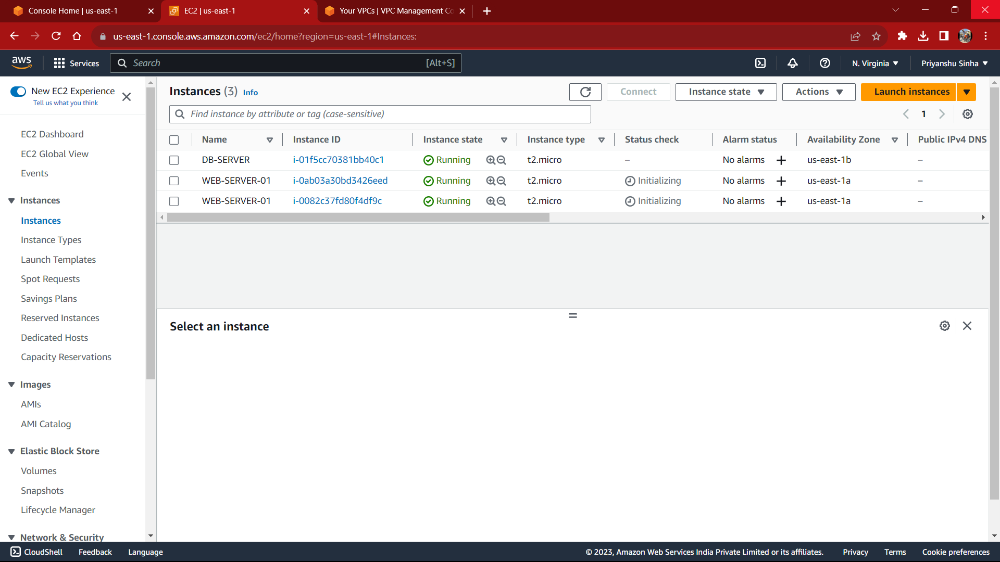 Console Home | us-east-1
EC2 | us-east-1
Your VPCs | VPC Management Co
us-east-1.console.aws.amazon.com/ec2/home?region=us-east-1#Instances:
aws
Services
Search
[Alt+S]
N. Virginia
Priyanshu Sinha
New EC2 Experience
Tell us what you think
EC2 Dashboard
EC2 Global View
Events
Instances
Instances
Instance Types
Launch Templates
Spot Requests
Savings Plans
Reserved Instances
Dedicated Hosts
Capacity Reservations
Images
AMIs
AMI Catalog
Elastic Block Store
Volumes
Snapshots
Lifecycle Manager
Network & Security
Instances (3) Info
Connect
Instance state
Actions
Launch instances
Find instance by attribute or tag (case-sensitive)
1
Name Instance ID Instance state Instance type Status check Alarm status Availability Zone Public IPv4 DNS
DB-SERVER i-01f5cc70381bb40c1 Running t2.micro – No alarms + us-east-1b –
WEB-SERVER-01 i-0ab03a30bd3426eed Running t2.micro Initializing No alarms + us-east-1a –
WEB-SERVER-01 i-0082c37fd80f4df9c Running t2.micro Initializing No alarms + us-east-1a –
Select an instance
CloudShell Feedback Language © 2023, Amazon Web Services India Private Limited or its affiliates. Privacy Terms Cookie preferences